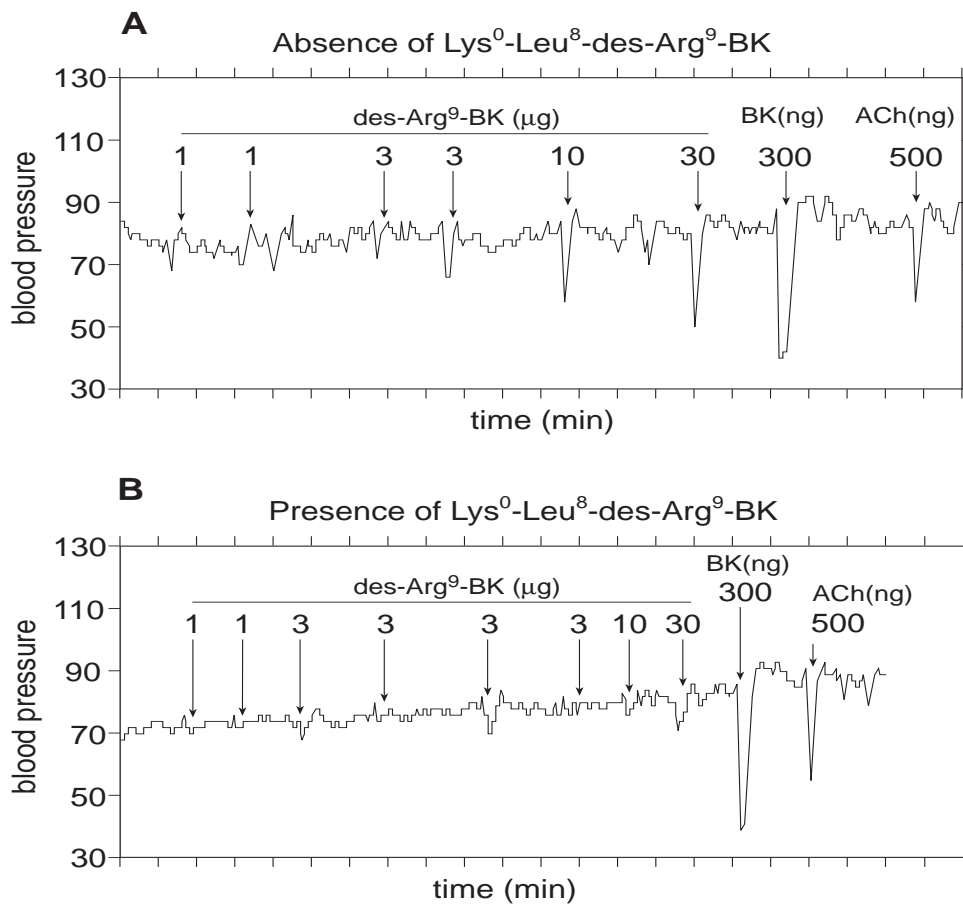 A
Absence of Lys⁰-Leu⁸-des-Arg⁹-BK
130
110
90
70
50
30
blood pressure
des-Arg⁹-BK (μg)
1 1 3 3 10 30
BK(ng)
300
ACh(ng)
500
time (min)
B
Presence of Lys⁰-Leu⁸-des-Arg⁹-BK
130
110
90
70
50
30
blood pressure
des-Arg⁹-BK (μg)
1 1 3 3 3 3 10 30
BK(ng)
300
ACh(ng)
500
time (min)